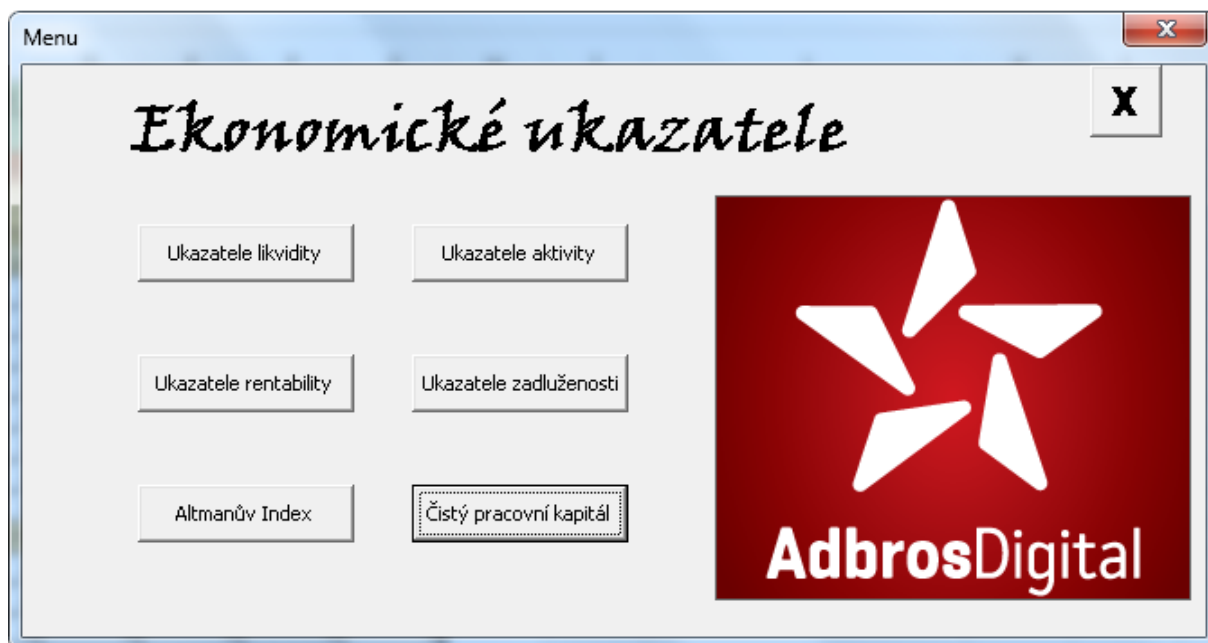 Menu
X
Ekonomické ukazatele
Ukazatele likvidity
Ukazatele aktivity
Ukazatele rentability
Ukazatele zadluženosti
Altmanův Index
Čistý pracovní kapitál
AdbrosDigital